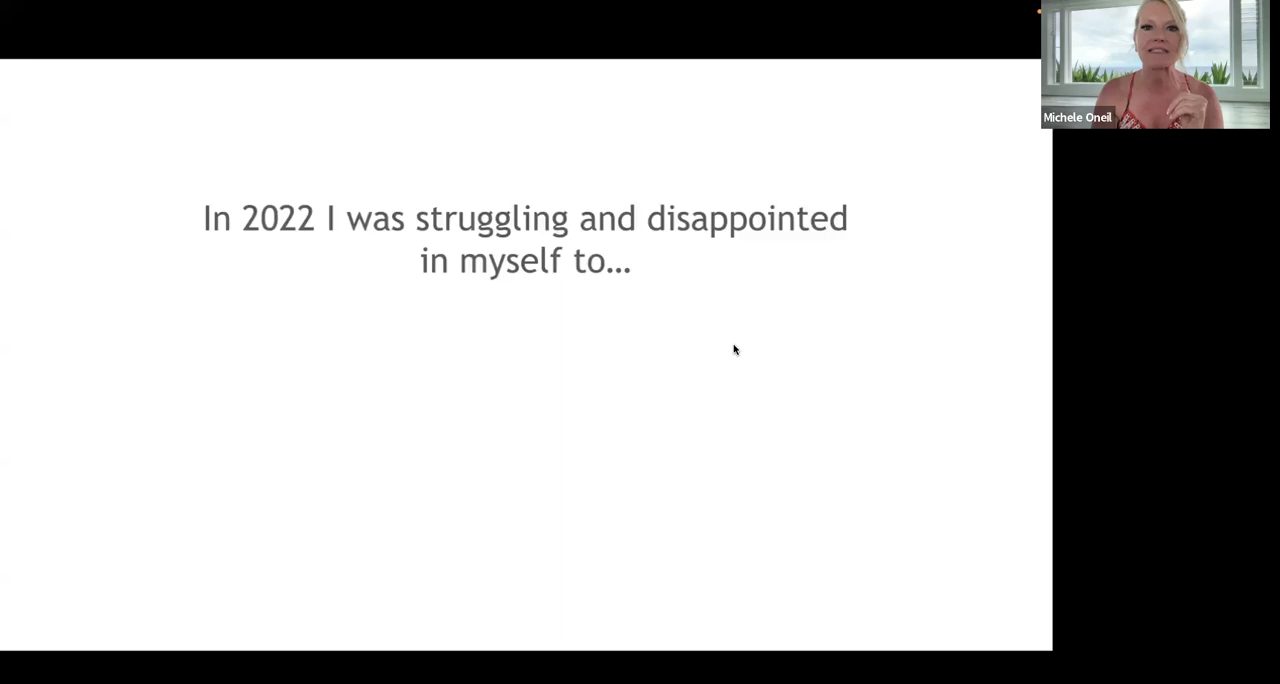 Michele Oneil
In 2022 I was struggling and disappointed
in myself to...